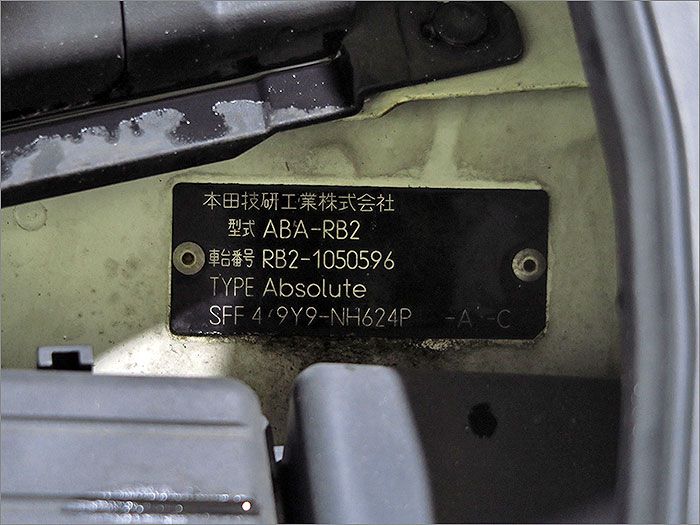 本田技研工業株式会社
型式 ABA-RB2
車台番号 RB2-1050596
TYPE Absolute
NH624P -A -C